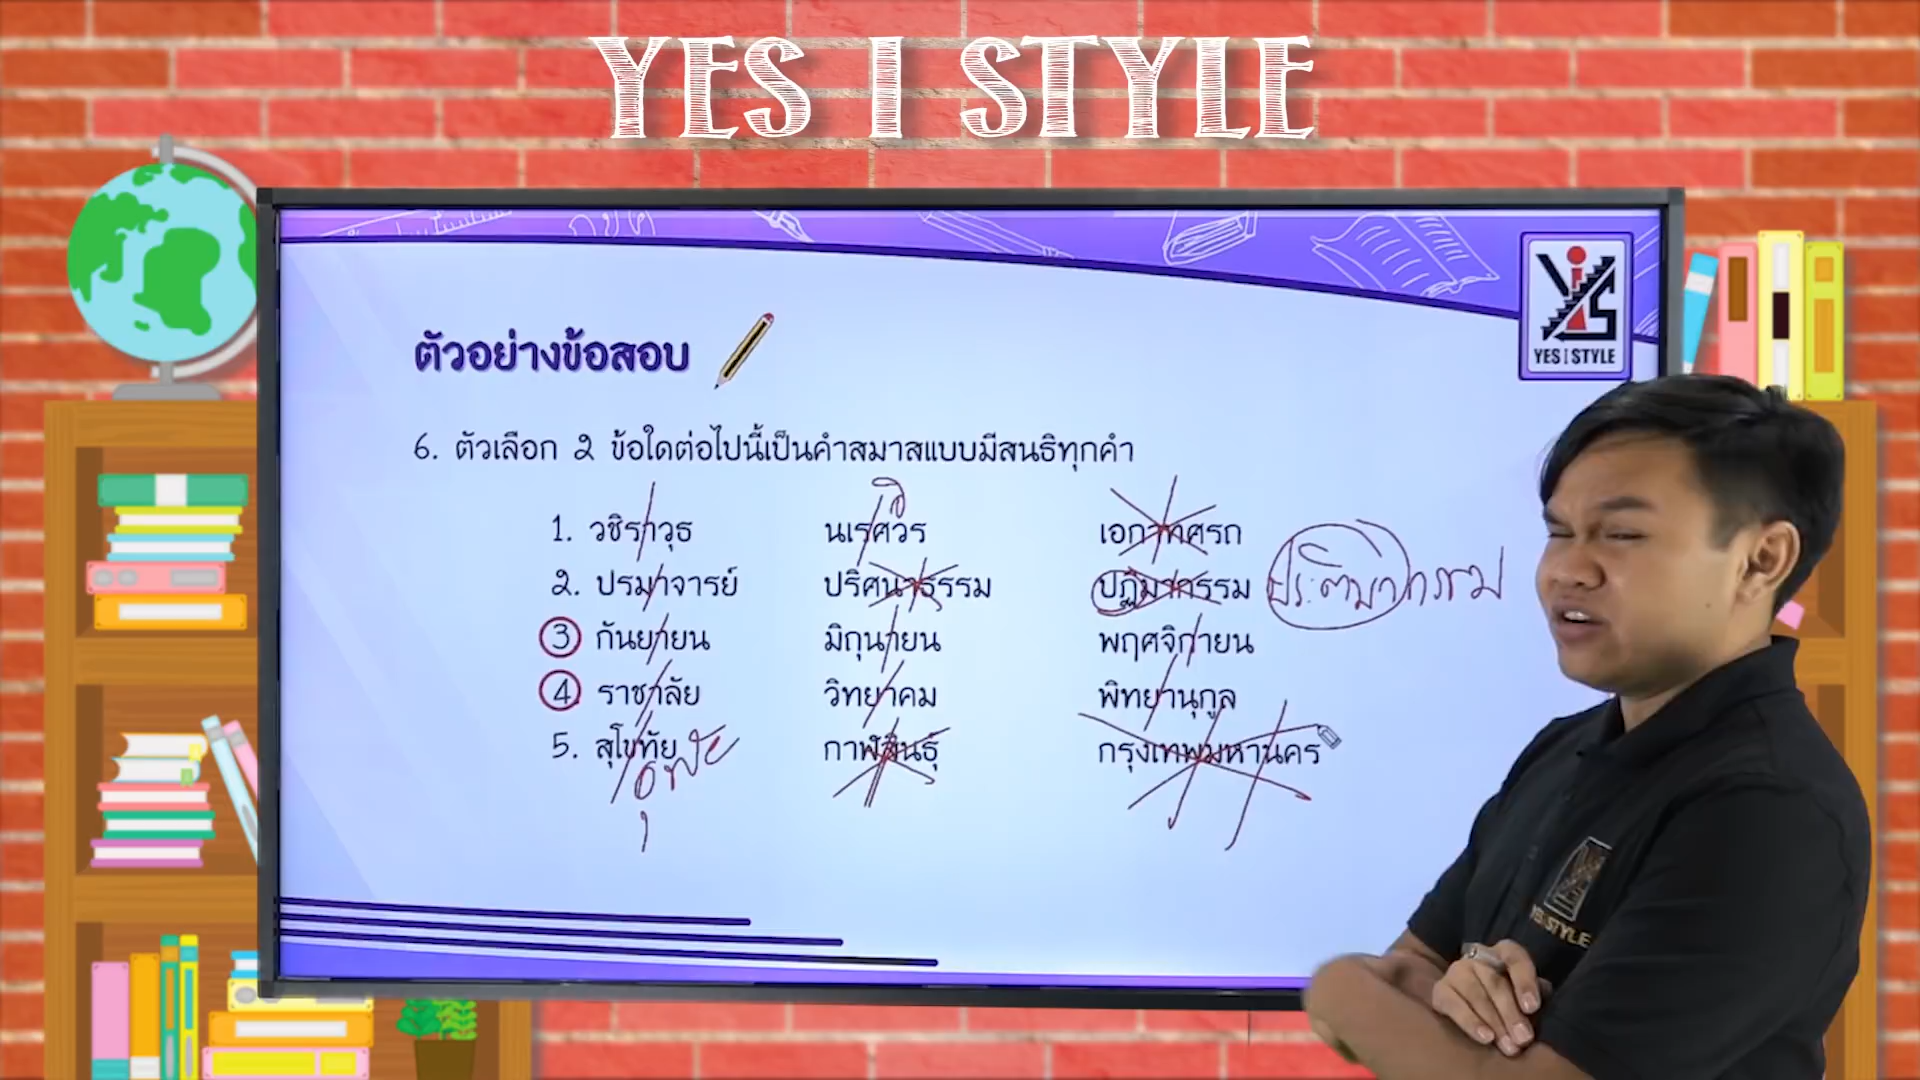 YES I STYLE
ก ข ค
YES I STYLE
ตัวอย่างข้อสอบ
6. ตัวเลือก 2 ข้อใดต่อไปนี้เป็นคำสมาสแบบมีสนธิทุกคำ
1. วชิราวุธ นเรศวร เอกาทศรถ
2. ปรมาจารย์ ปริศนาธรรม ปฏิมากรรม ประติมากรรม
3 กันยายน มิถุนายน พฤศจิกายน
4. ราชาลัย วิทยาคม พิทยานุกูล
5. สุโขทัย กาฬสินธุ์ กรุงเทพมหานคร
อุทัย
YES I STYLE